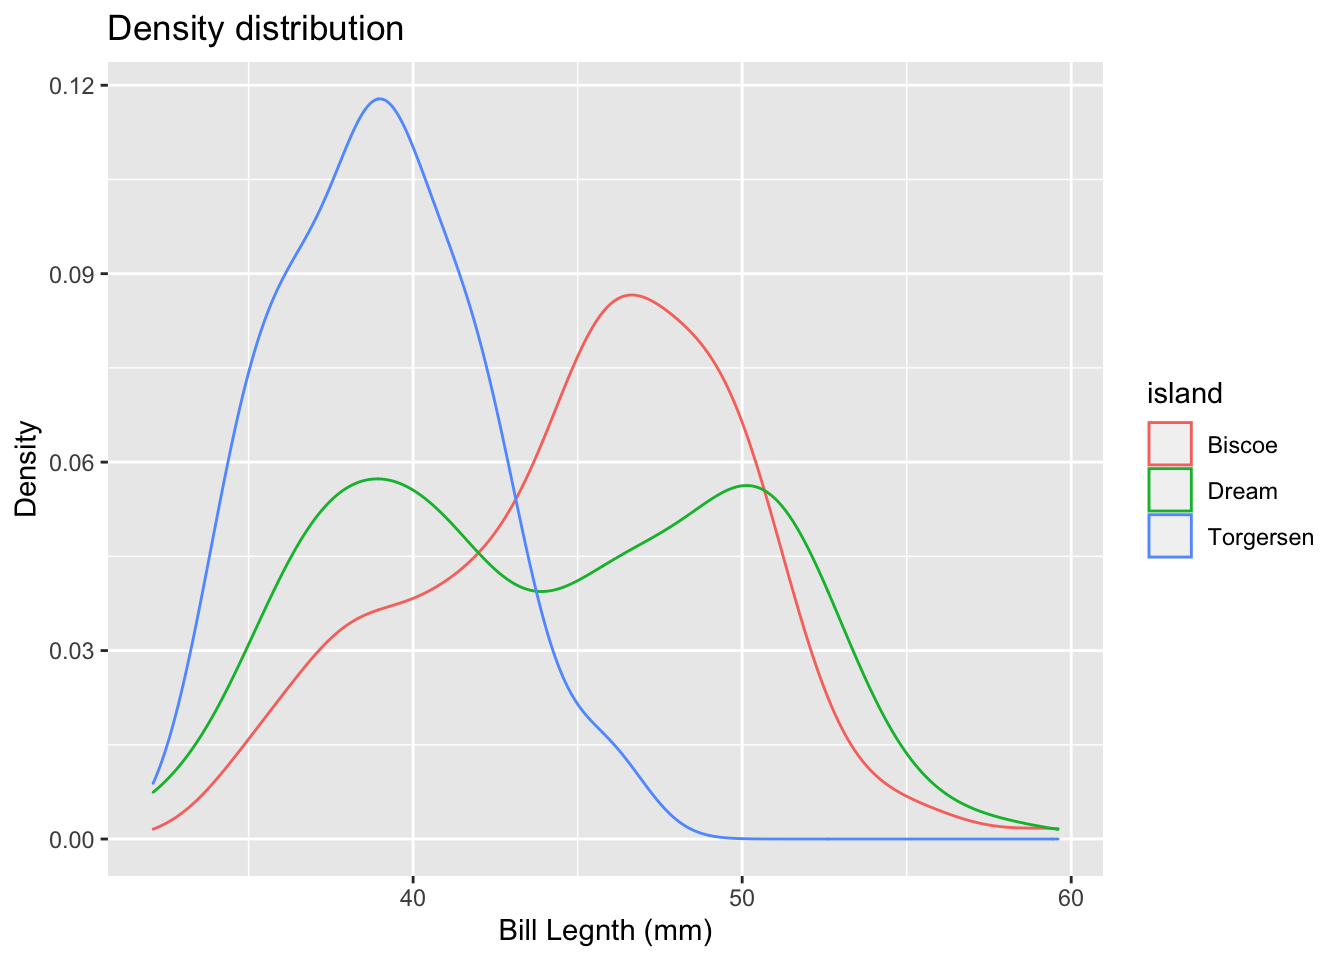 Density distribution
0.12
0.09
0.06
0.03
0.00
Density
40
50
60
Bill Legnth (mm)
island
Biscoe
Dream
Torgersen